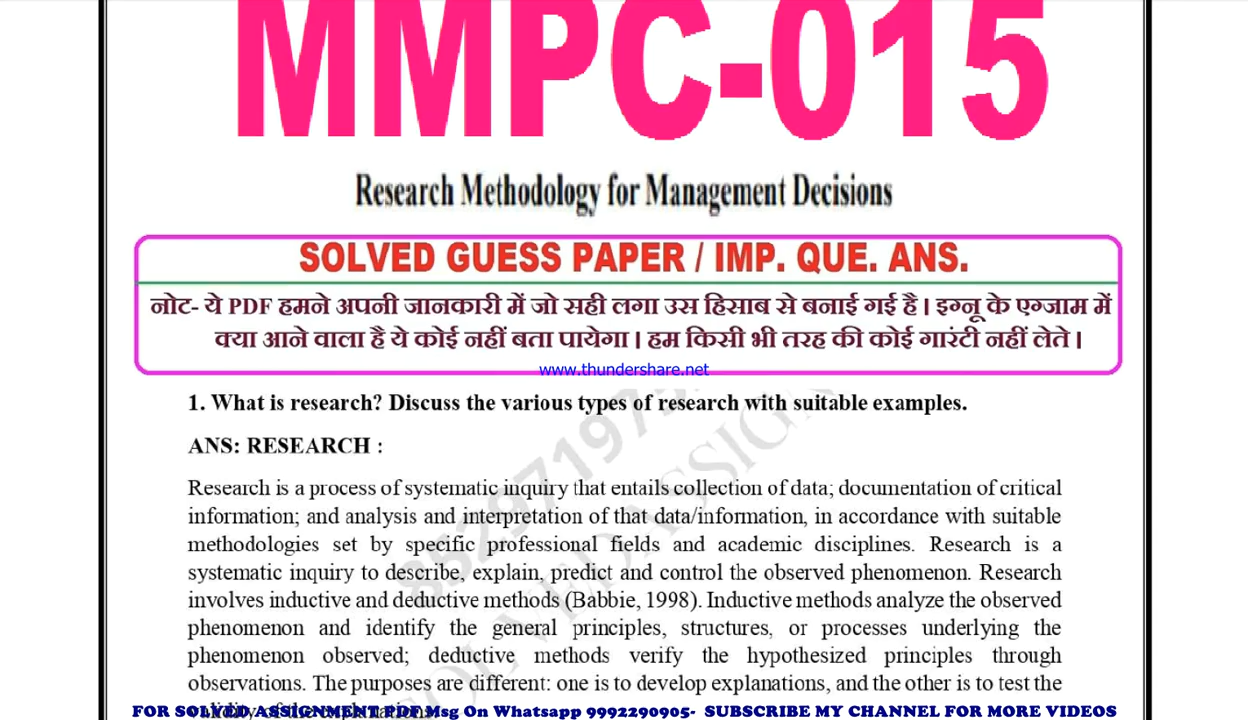 MMPC-015
Research Methodology for Management Decisions
SOLVED GUESS PAPER / IMP. QUE. ANS.
नोट- ये PDF हमने अपनी जानकारी में जो सही लगा उस हिसाब से बनाई गई है। इग्नू के एग्जाम में
क्या आने वाला है ये कोई नहीं बता पायेगा। हम किसी भी तरह की कोई गारंटी नहीं लेते।
www.thundershare.net
1. What is research? Discuss the various types of research with suitable examples.
ANS: RESEARCH :
Research is a process of systematic inquiry that entails collection of data; documentation of critical
information; and analysis and interpretation of that data/information, in accordance with suitable
methodologies set by specific professional fields and academic disciplines. Research is a
systematic inquiry to describe, explain, predict and control the observed phenomenon. Research
involves inductive and deductive methods (Babbie, 1998). Inductive methods analyze the observed
phenomenon and identify the general principles, structures, or processes underlying the
phenomenon observed; deductive methods verify the hypothesized principles through
observations. The purposes are different: one is to develop explanations, and the other is to test the
FOR SOLVED ASSIGNMENT PDF Msg On Whatsapp 9992290905- SUBSCRIBE MY CHANNEL FOR MORE VIDEOS